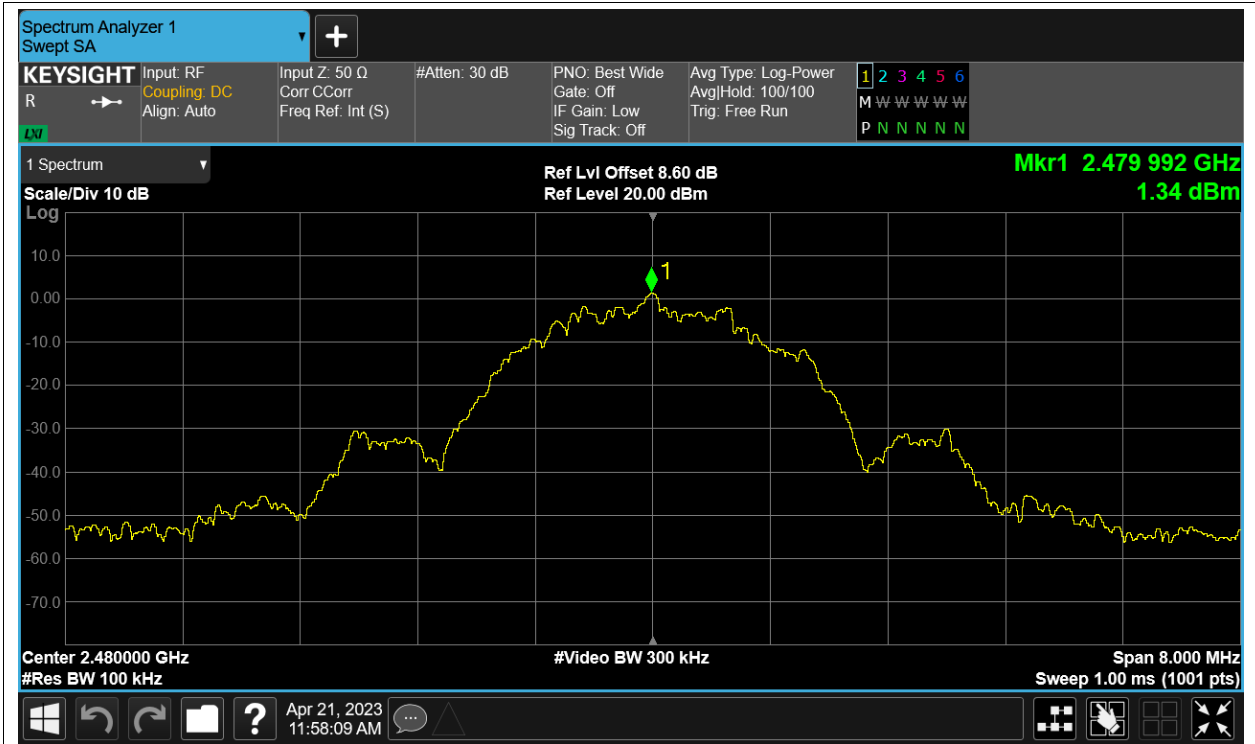 Spectrum Analyzer 1
Swept SA
KEYSIGHT
R
LXI
Input: RF
Coupling: DC
Align: Auto
Input Z: 50 Ω
Corr CCorr
Freq Ref: Int (S)
#Atten: 30 dB
PNO: Best Wide
Gate: Off
IF Gain: Low
Sig Track: Off
Avg Type: Log-Power
Avg|Hold: 100/100
Trig: Free Run
1 2 3 4 5 6
M W W W W W
P N N N N N
1 Spectrum
Scale/Div 10 dB
Ref Lvl Offset 8.60 dB
Ref Level 20.00 dBm
Mkr1 2.479 992 GHz
1.34 dBm
Log
1
10.0
0.00
-10.0
-20.0
-30.0
-40.0
-50.0
-60.0
-70.0
Center 2.480000 GHz
#Video BW 300 kHz
Span 8.000 MHz
#Res BW 100 kHz
Sweep 1.00 ms (1001 pts)
?
Apr 21, 2023
11:58:09 AM